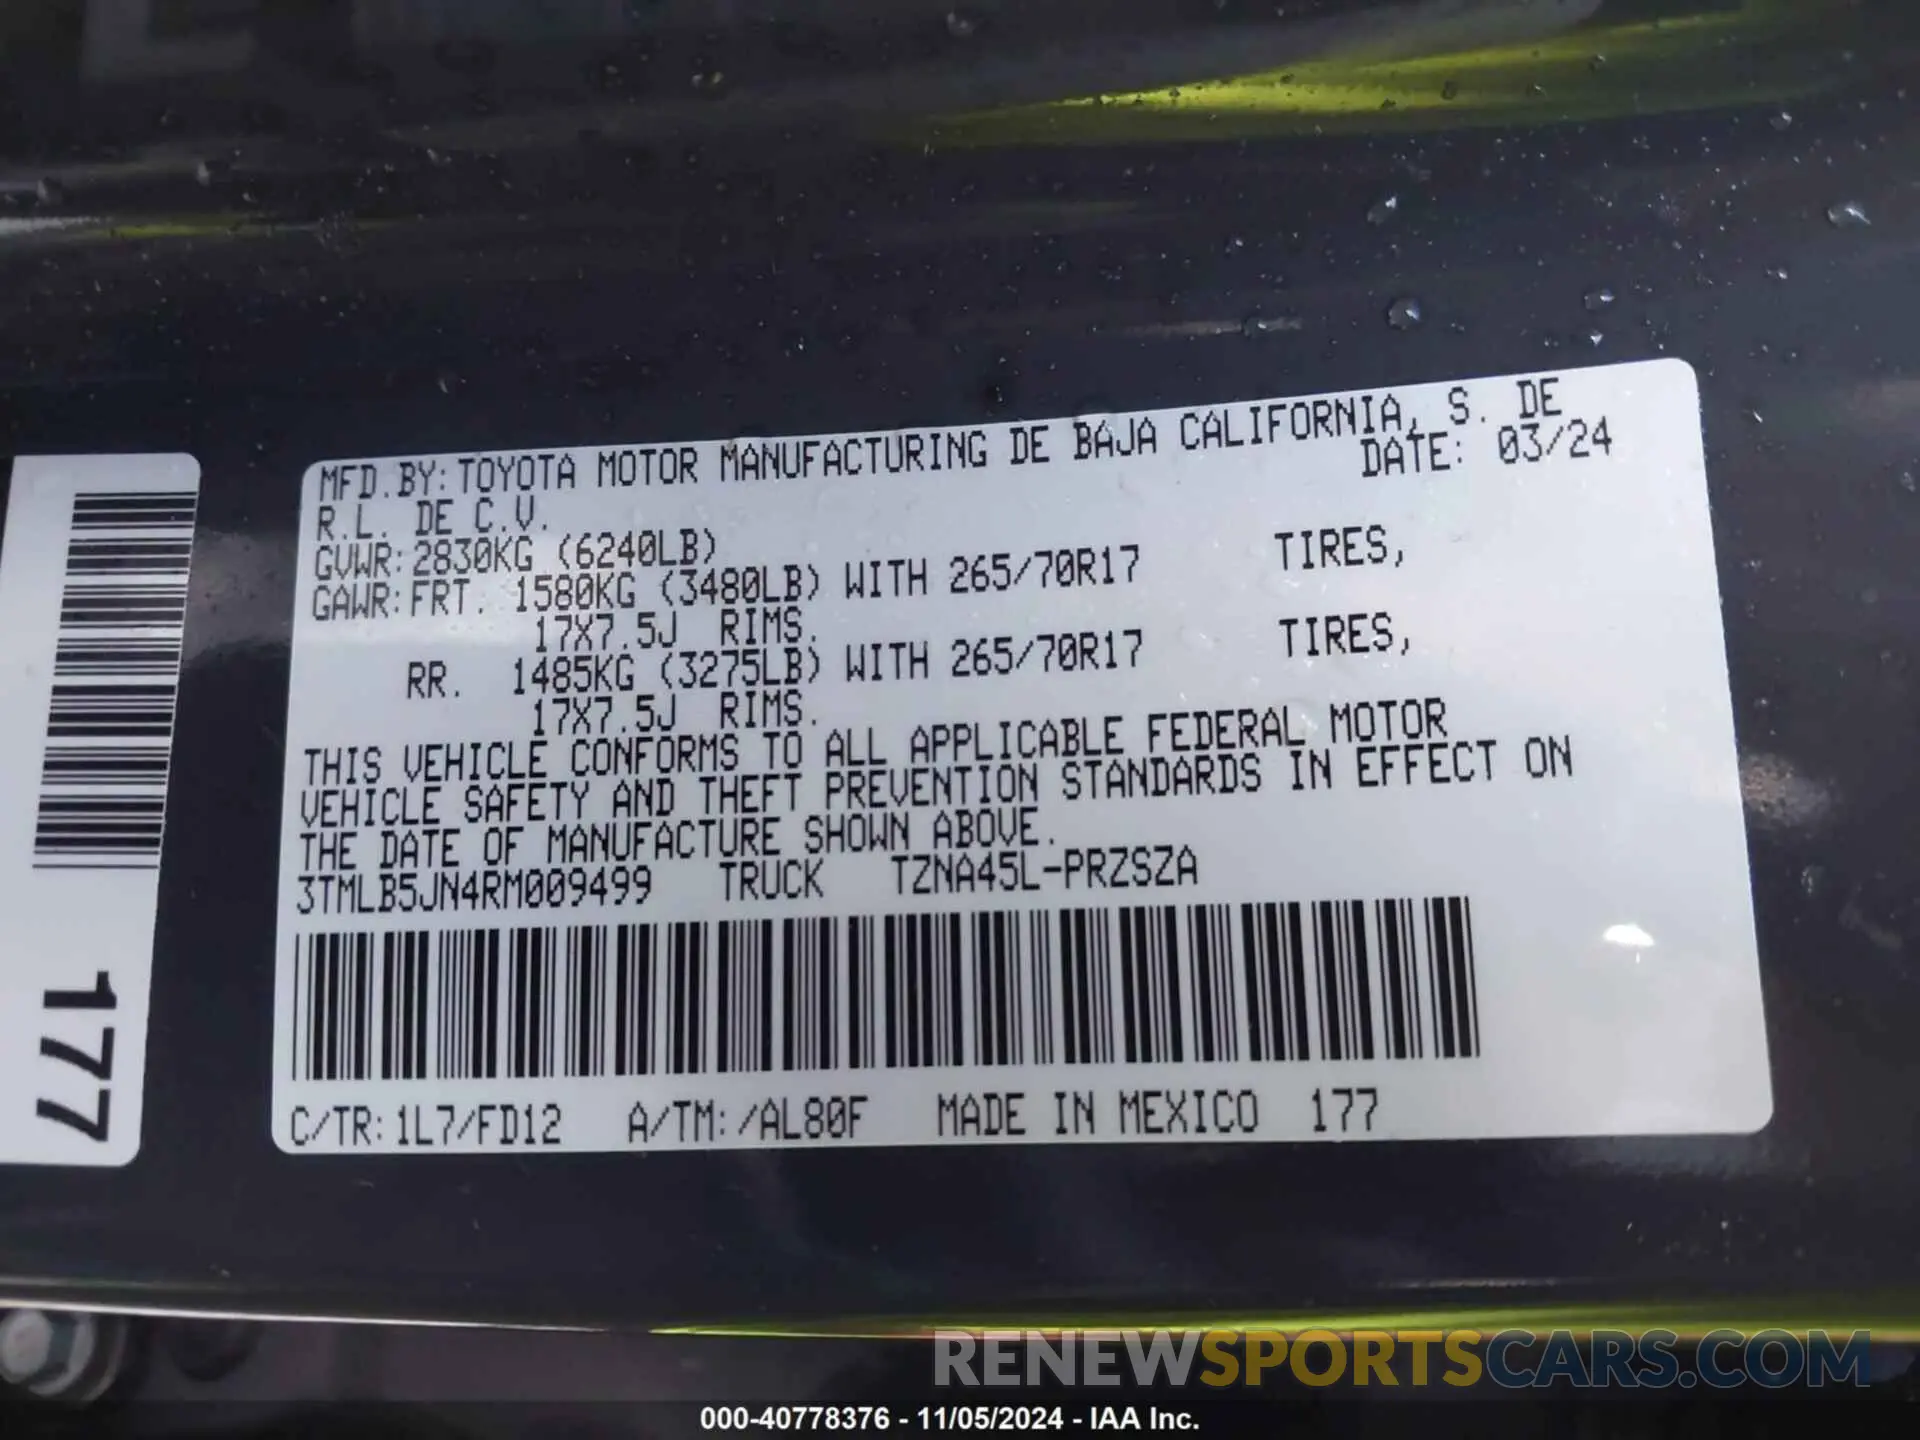 MFD.BY:TOYOTA MOTOR MANUFACTURING DE BAJA CALIFORNIA, S. DE
R.L. DE C.V. DATE: 03/24
GVWR:2830KG (6240LB)
GAWR:FRT. 1580KG (3480LB) WITH 265/70R17 TIRES,
17X7.5J RIMS.
RR. 1485KG (3275LB) WITH 265/70R17 TIRES,
17X7.5J RIMS.
THIS VEHICLE CONFORMS TO ALL APPLICABLE FEDERAL MOTOR
VEHICLE SAFETY AND THEFT PREVENTION STANDARDS IN EFFECT ON
THE DATE OF MANUFACTURE SHOWN ABOVE.
3TMLB5JN4RM009499 TRUCK TZNA45L-PRZSZA
C/TR:1L7/FD12 A/TM:/AL80F MADE IN MEXICO 177
177
RENEWSPORTSCARS.COM
000-40778376 - 11/05/2024 - IAA Inc.